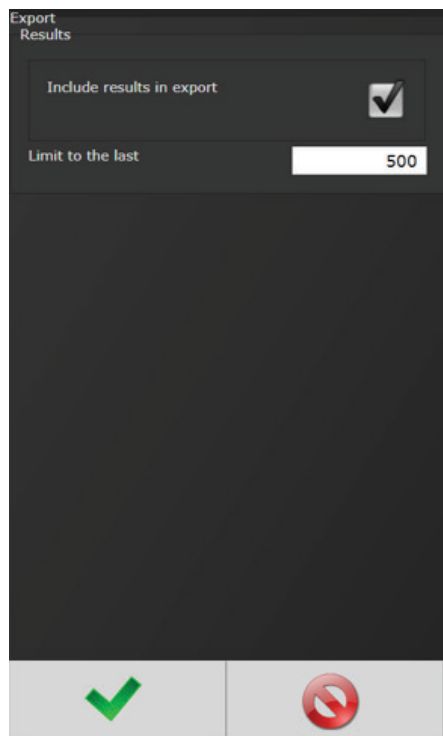 Export
Results
Include results in export
Limit to the last
500